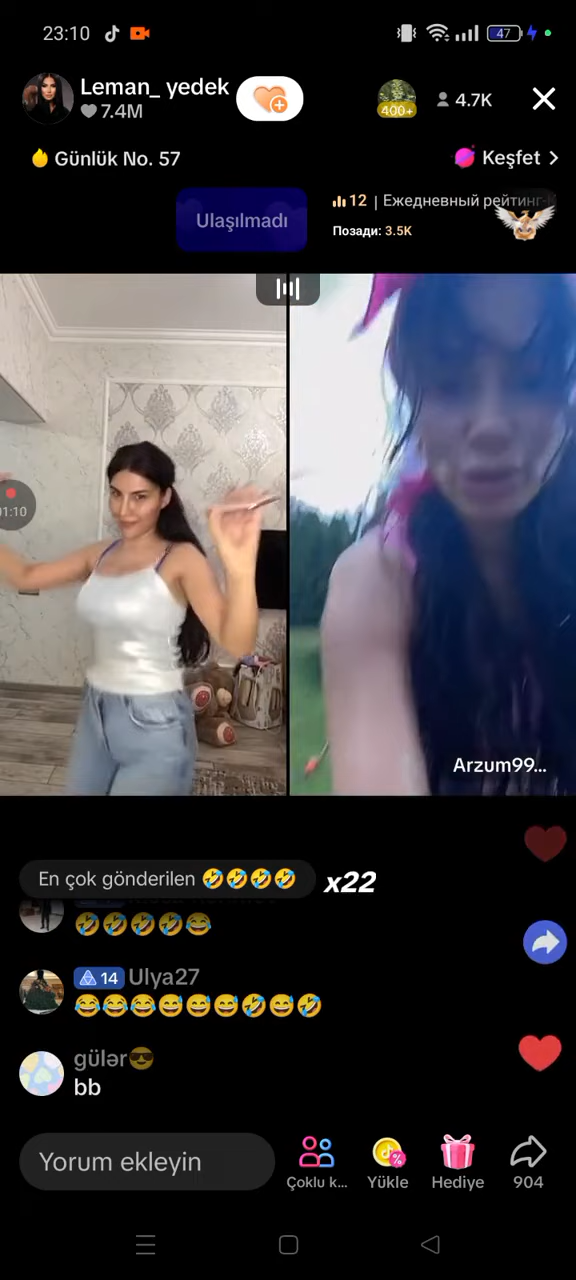 23:10
47
Leman_ yedek
7.4M
400+
4.7K
Günlük No. 57
Keşfet >
Ulaşılmadı
12 | Ежедневный рейтинг-
Позади: 3.5K
01:10
Arzum99...
En çok gönderilen 🤣🤣🤣🤣 x22
🤣🤣🤣🤣😂
14 Ulya27
😂😂😂😅😅😅🤣😅🤣
gülər😎
bb
Yorum ekleyin
Çoklu k...
Yükle
Hediye
904